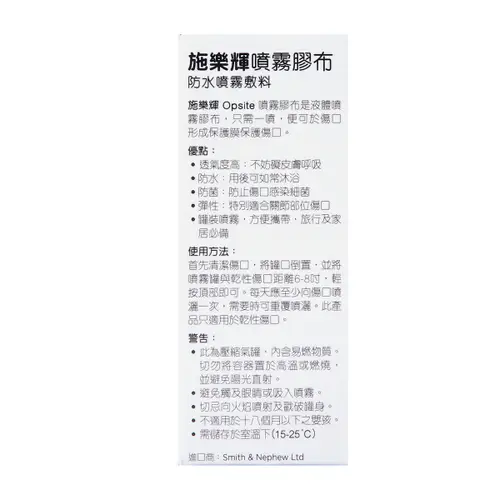 施樂輝噴霧膠布
防水噴霧敷料
施樂輝 Opsite 噴霧膠布是液體噴
霧膠布，只需一噴，便可於傷口
形成保護膜保護傷口。
優點：
• 透氣度高：不妨礙皮膚呼吸
• 防水：用後可如常沐浴
• 防菌：防止傷口感染細菌
• 彈性：特別適合關節部位傷口
• 罐裝噴霧，方便攜帶，旅行及家
居必備
使用方法：
首先清潔傷口，將罐口倒置，並將
噴霧罐與乾性傷口距離6-8吋，輕
按頂部即可。每天應至少向傷口噴
灑一次，需要時可重覆噴灑。此產
品只適用於乾性傷口。
警告：
• 此為壓縮氣罐，內含易燃物質。
切勿將容器置於高溫或燃燒，
並避免陽光直射。
• 避免觸及眼睛或吸入噴霧。
• 切忌向火焰噴射及戳破罐身。
• 不適用於十八個月以下之嬰孩。
• 需儲存於室溫下(15-25˚C)
進口商：Smith & Nephew Ltd